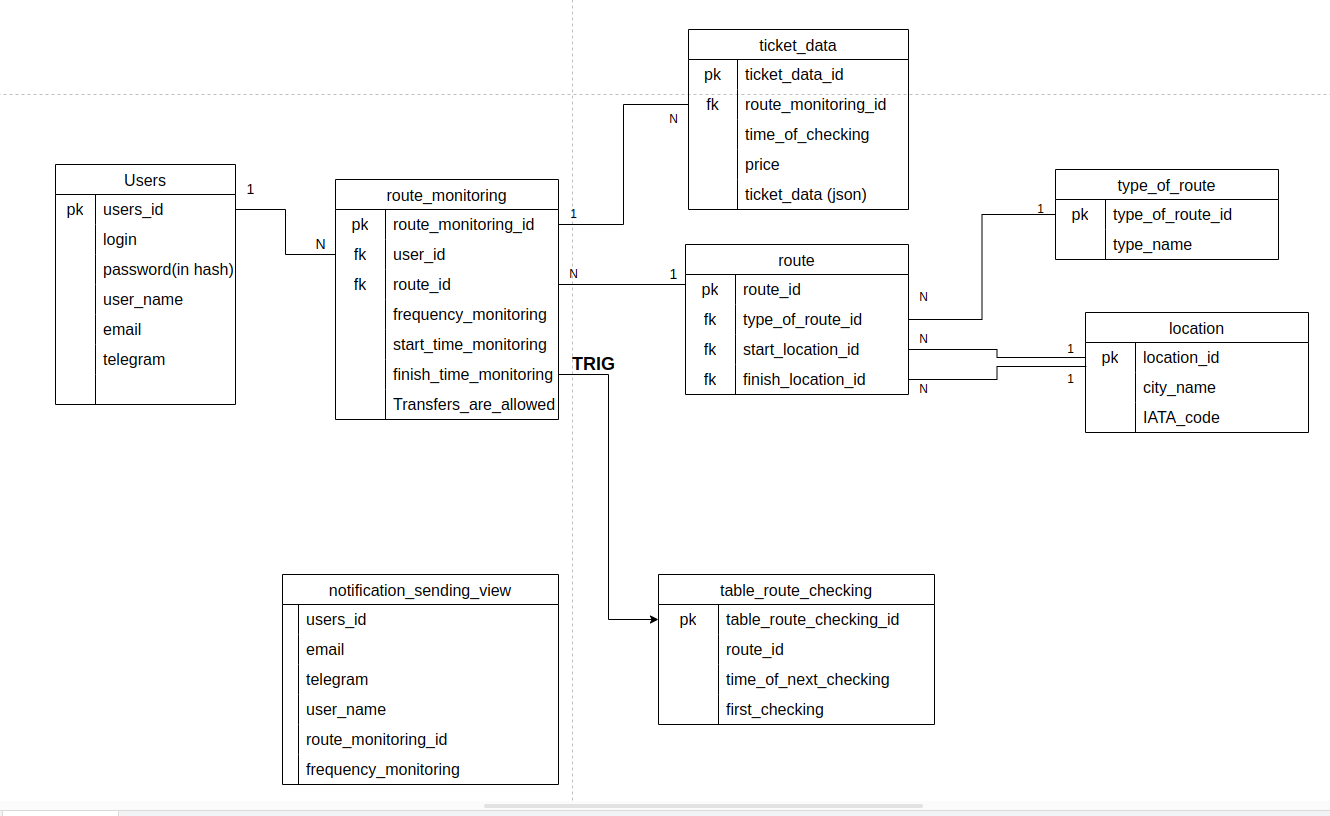 ticket_data
pk ticket_data_id
fk route_monitoring_id
time_of_checking
price
ticket_data (json)
N
Users
pk users_id
login
password(in hash)
user_name
email
telegram
1
N
route_monitoring
pk route_monitoring_id
fk user_id
fk route_id
frequency_monitoring
start_time_monitoring
finish_time_monitoring
Transfers_are_allowed
1
N
1
TRIG
route
pk route_id
fk type_of_route_id
fk start_location_id
fk finish_location_id
N
N
N
1
type_of_route
pk type_of_route_id
type_name
1
1
location
pk location_id
city_name
IATA_code
notification_sending_view
users_id
email
telegram
user_name
route_monitoring_id
frequency_monitoring
table_route_checking
pk table_route_checking_id
route_id
time_of_next_checking
first_checking